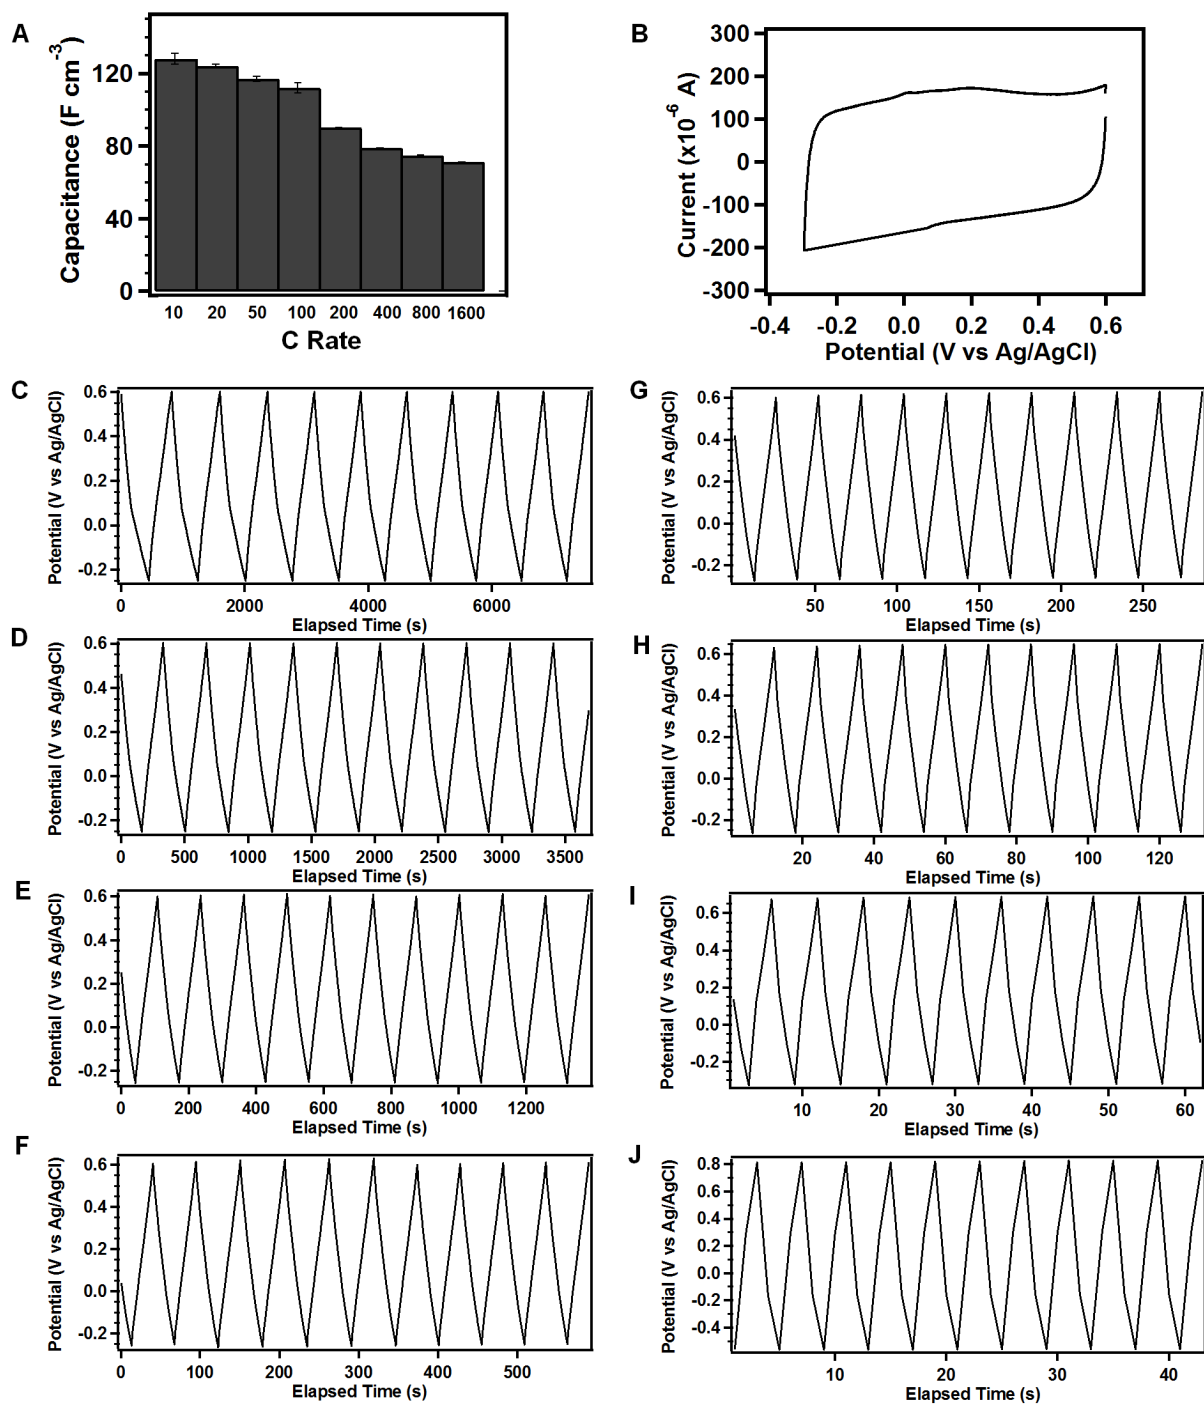 A
Capacitance (F cm-3)
120
80
40
0
10 20 50 100 200 400 800 1600
C Rate
B
Current (x10-6 A)
300
200
100
0
-100
-200
-300
-0.4 -0.2 0.0 0.2 0.4 0.6
Potential (V vs Ag/AgCl)
C
Potential (V vs Ag/AgCl)
0.6
0.4
0.2
0.0
-0.2
0 2000 4000 6000
Elapsed Time (s)
D
Potential (V vs Ag/AgCl)
0.6
0.4
0.2
0.0
-0.2
0 500 1000 1500 2000 2500 3000 3500
Elapsed Time (s)
E
Potential (V vs Ag/AgCl)
0.6
0.4
0.2
0.0
-0.2
0 200 400 600 800 1000 1200
Elapsed Time (s)
F
Potential (V vs Ag/AgCl)
0.6
0.4
0.2
0.0
-0.2
0 100 200 300 400 500
Elapsed Time (s)
G
Potential (V vs Ag/AgCl)
0.6
0.4
0.2
0.0
-0.2
50 100 150 200 250
Elapsed Time (s)
H
Potential (V vs Ag/AgCl)
0.6
0.4
0.2
0.0
-0.2
20 40 60 80 100 120
Elapsed Time (s)
I
Potential (V vs Ag/AgCl)
0.6
0.4
0.2
0.0
-0.2
10 20 30 40 50 60
Elapsed Time (s)
J
Potential (V vs Ag/AgCl)
0.8
0.6
0.4
0.2
0.0
-0.2
-0.4
10 20 30 40
Elapsed Time (s)